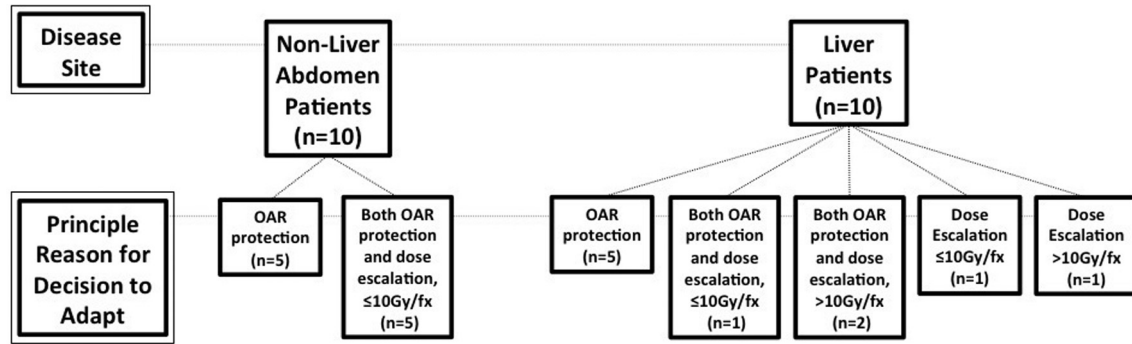 Disease
Site
Non-Liver
Abdomen
Patients
(n=10)
Liver
Patients
(n=10)
Principle
Reason for
Decision to
Adapt
OAR
protection
(n=5)
Both OAR
protection
and dose
escalation,
≤10Gy/fx
(n=5)
OAR
protection
(n=5)
Both OAR
protection
and dose
escalation,
≤10Gy/fx
(n=1)
Both OAR
protection
and dose
escalation,
>10Gy/fx
(n=2)
Dose
Escalation
≤10Gy/fx
(n=1)
Dose
Escalation
>10Gy/fx
(n=1)